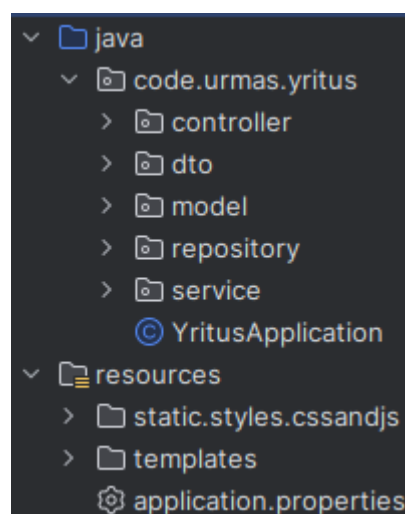 java
code.urmas.yritus
controller
dto
model
repository
service
YritusApplication
resources
static.styles.cssandjs
templates
application.properties